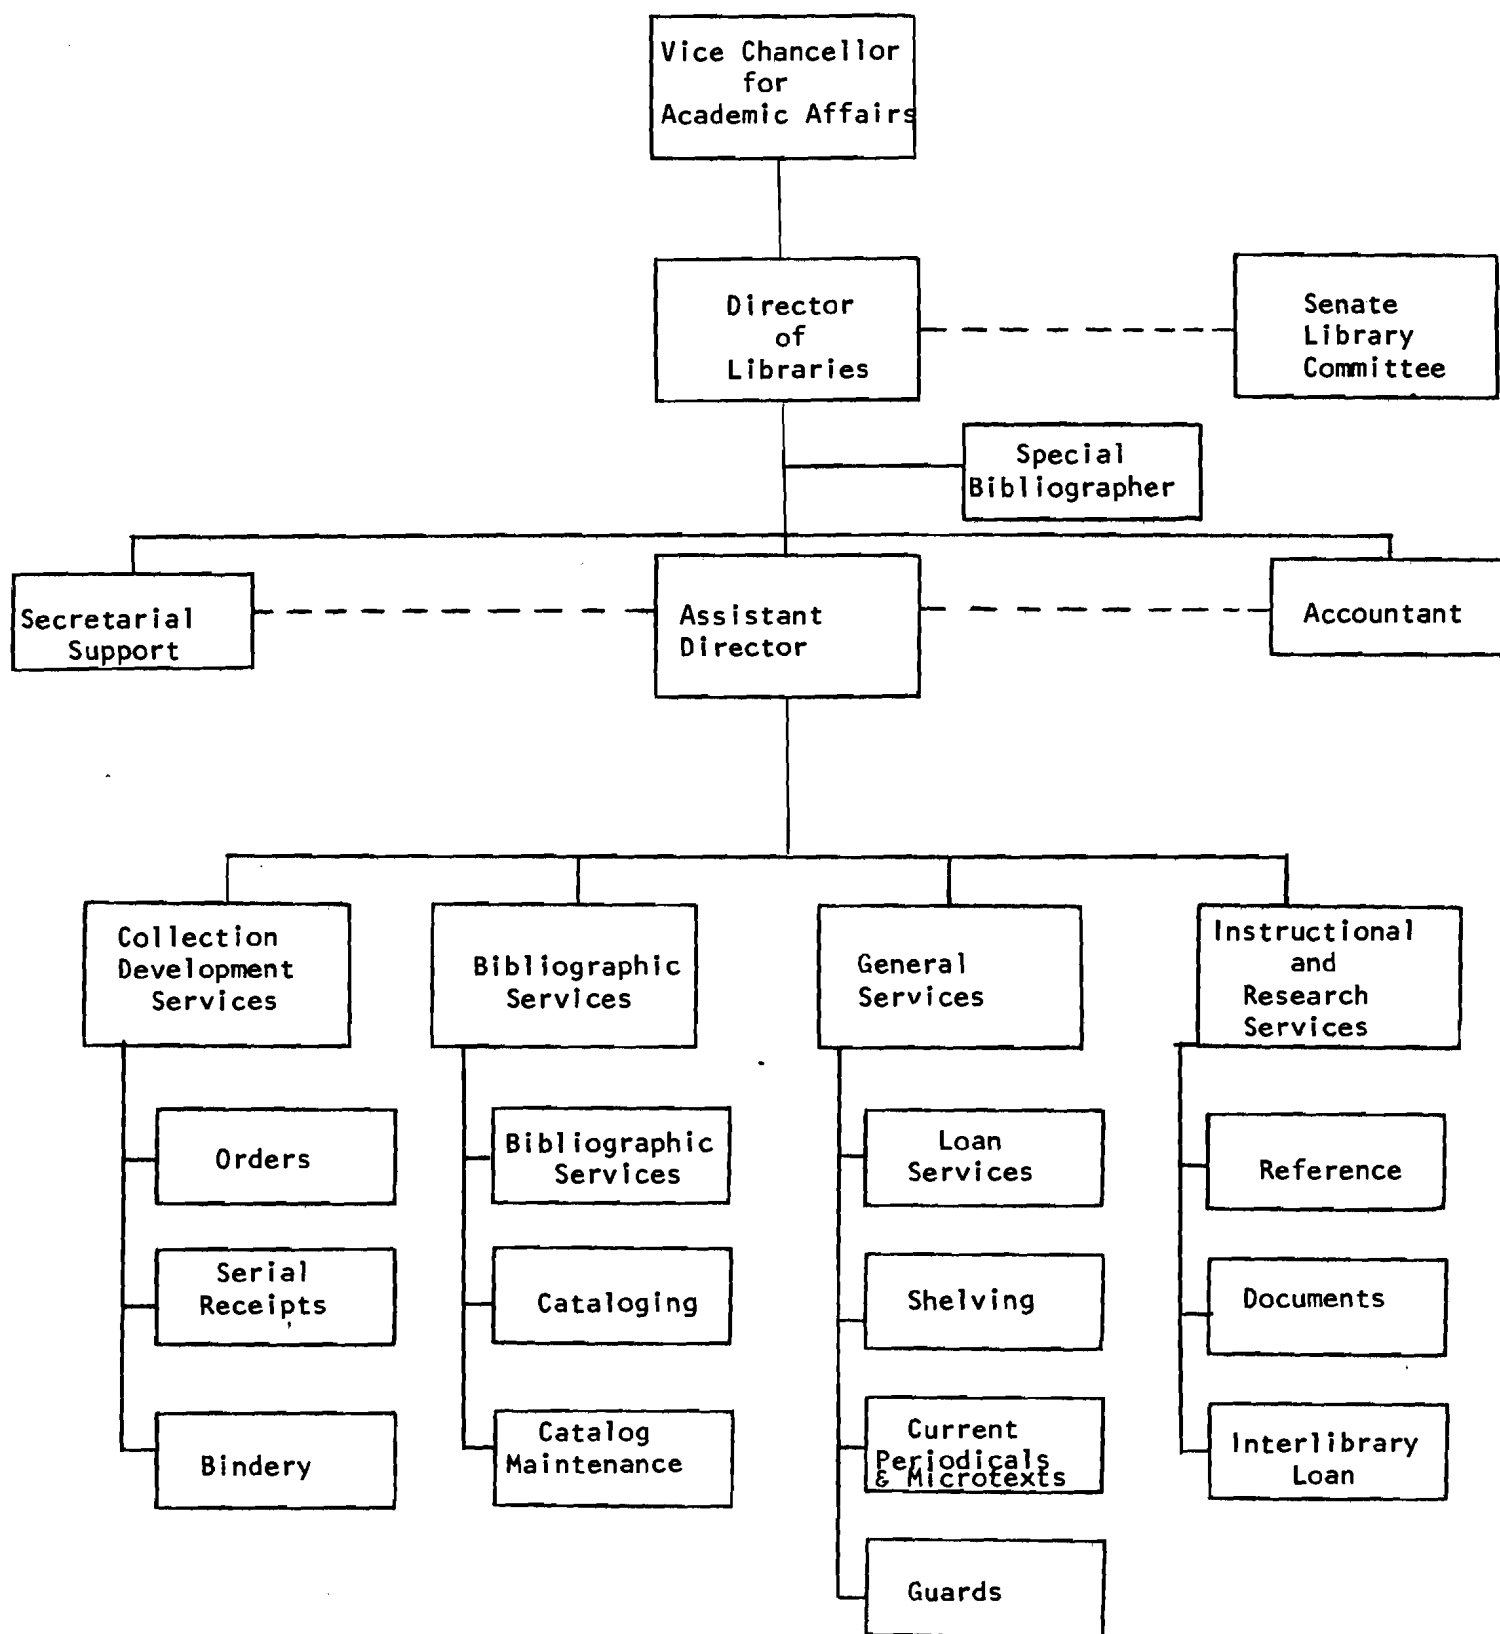 Vice Chancellor
for
Academic Affairs
Director
of
Libraries
Senate
Library
Committee
Special
Bibliographer
Secretarial
Support
Assistant
Director
Accountant
Collection
Development
Services
Bibliographic
Services
General
Services
Instructional
and
Research
Services
Orders
Serial
Receipts
Bindery
Bibliographic
Services
Cataloging
Catalog
Maintenance
Loan
Services
Shelving
Current
Periodicals
& Microtexts
Guards
Reference
Documents
Interlibrary
Loan